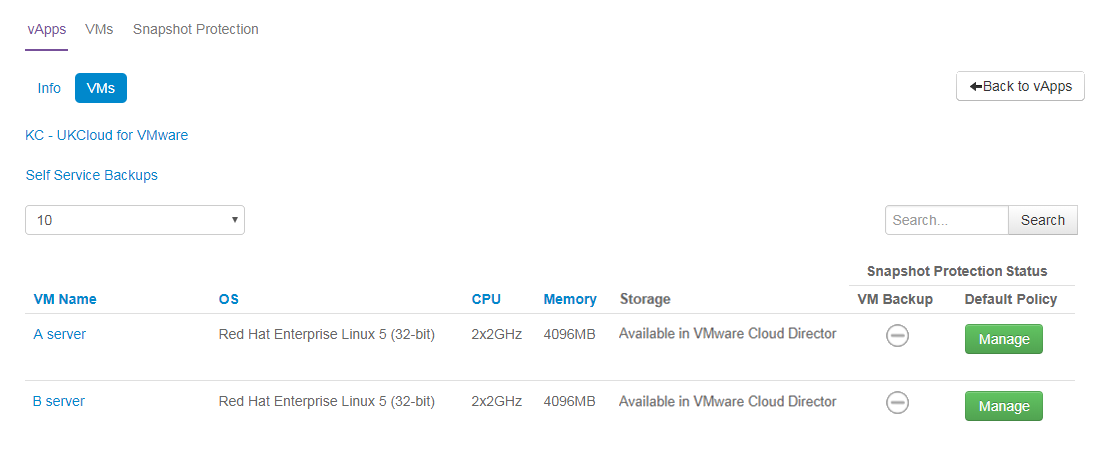 vApps VMs Snapshot Protection
Info VMs Back to vApps
KC - UKCloud for VMware
Self Service Backups
10 Search... Search
Snapshot Protection Status
VM Name OS CPU Memory Storage VM Backup Default Policy
A server Red Hat Enterprise Linux 5 (32-bit) 2x2GHz 4096MB Available in VMware Cloud Director Manage
B server Red Hat Enterprise Linux 5 (32-bit) 2x2GHz 4096MB Available in VMware Cloud Director Manage